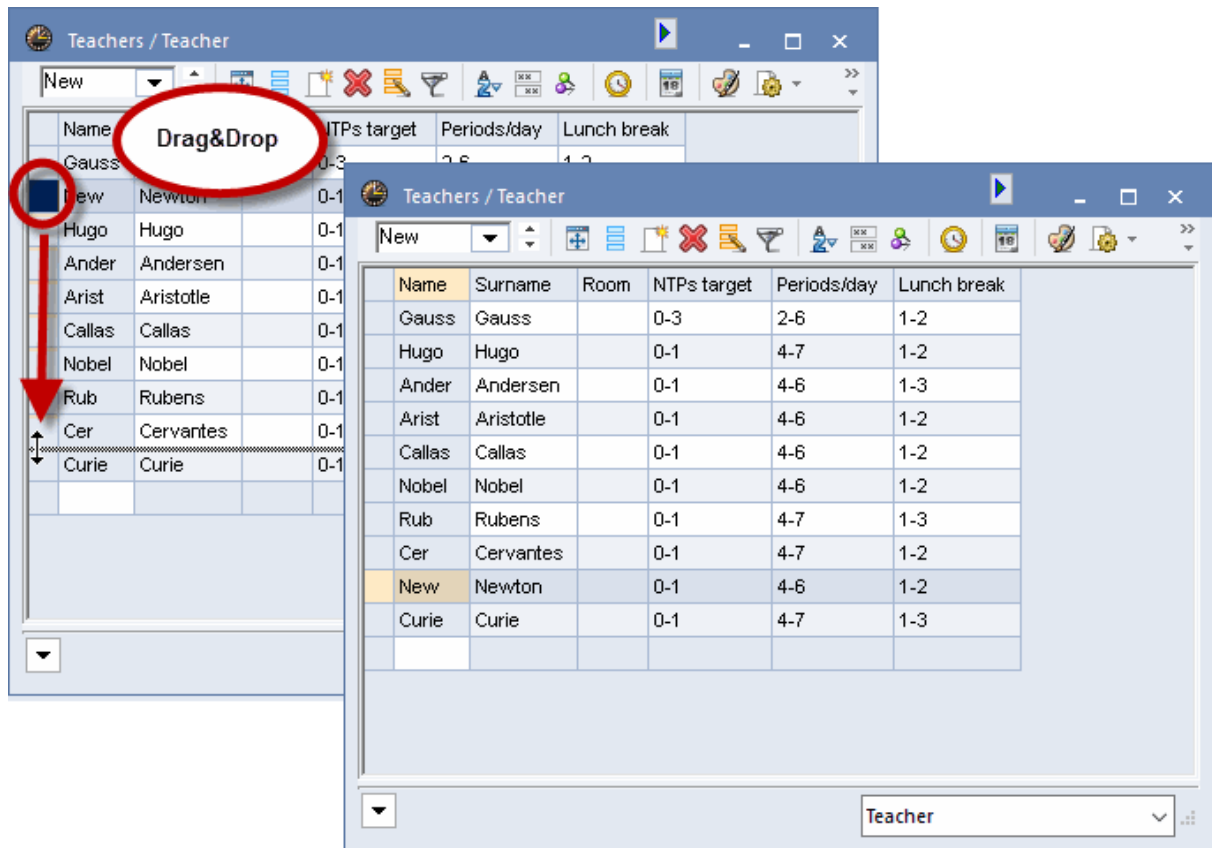 Teachers / Teacher
New
Drag&Drop
Name NTPs target Periods/day Lunch break
Gauss 0-3 2-6 1-2
New Newton 0-1
Hugo Hugo 0-1
Ander Andersen 0-1
Arist Aristotle 0-1
Callas Callas 0-1
Nobel Nobel 0-1
Rub Rubens 0-1
Cer Cervantes 0-1
Curie Curie 0-1
Teachers / Teacher
New
Name Surname Room NTPs target Periods/day Lunch break
Gauss Gauss 0-3 2-6 1-2
Hugo Hugo 0-1 4-7 1-2
Ander Andersen 0-1 4-6 1-3
Arist Aristotle 0-1 4-6 1-2
Callas Callas 0-1 4-6 1-2
Nobel Nobel 0-1 4-6 1-2
Rub Rubens 0-1 4-7 1-3
Cer Cervantes 0-1 4-7 1-2
New Newton 0-1 4-6 1-2
Curie Curie 0-1 4-7 1-3
Teacher